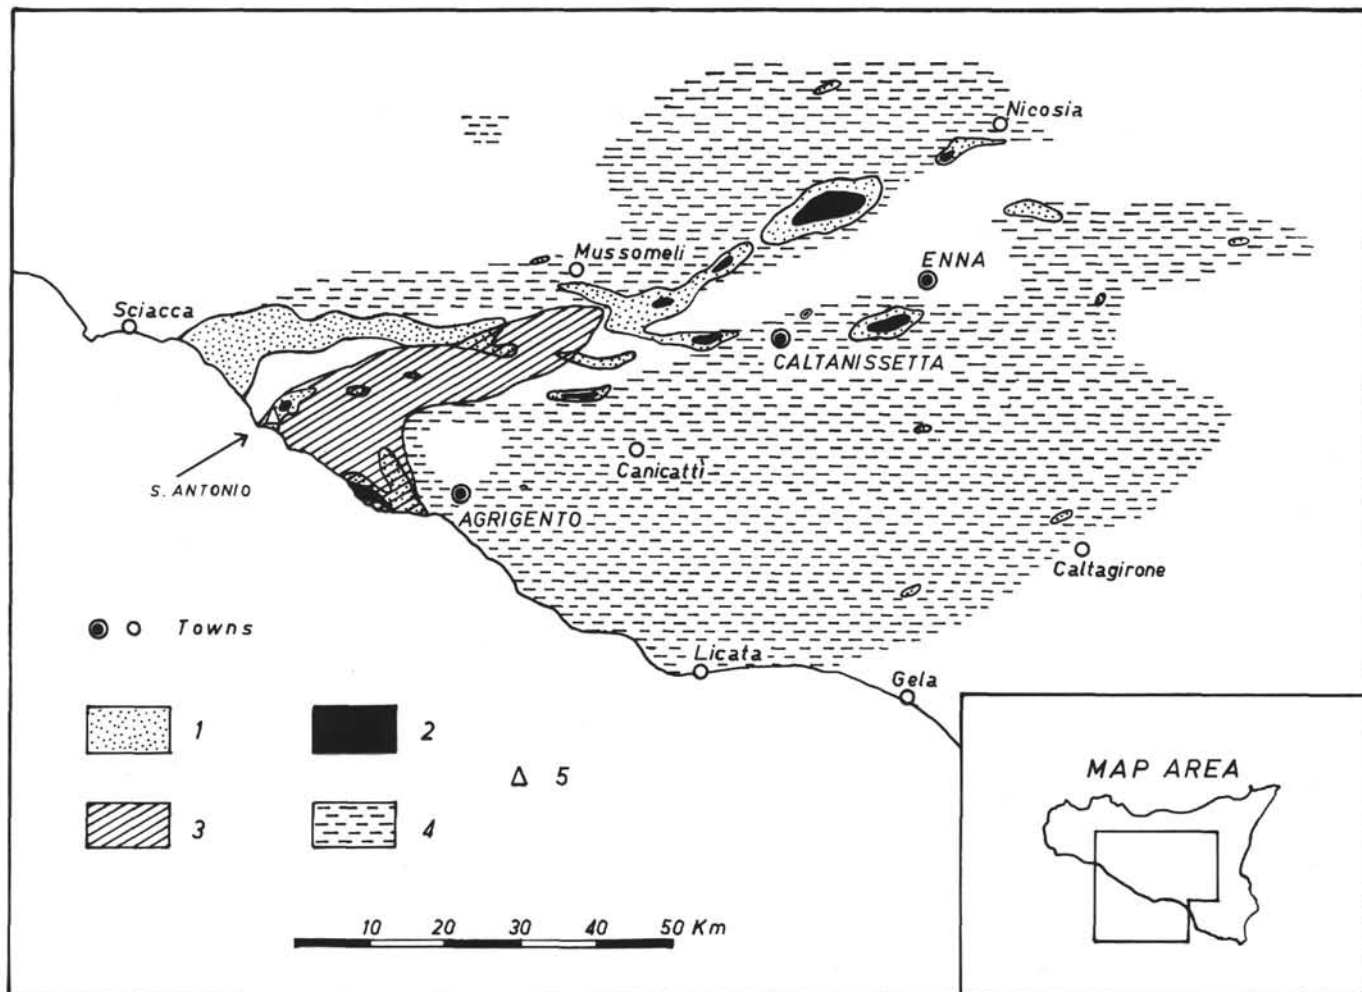 Nicosia
Mussomeli
ENNA
Sciacca
CALTANISSETTA
Canicattì
S. ANTONIO
AGRIGENTO
Caltagirone
Towns
Licata
Gela
1
2
5
3
4
MAP AREA
10 20 30 40 50 Km